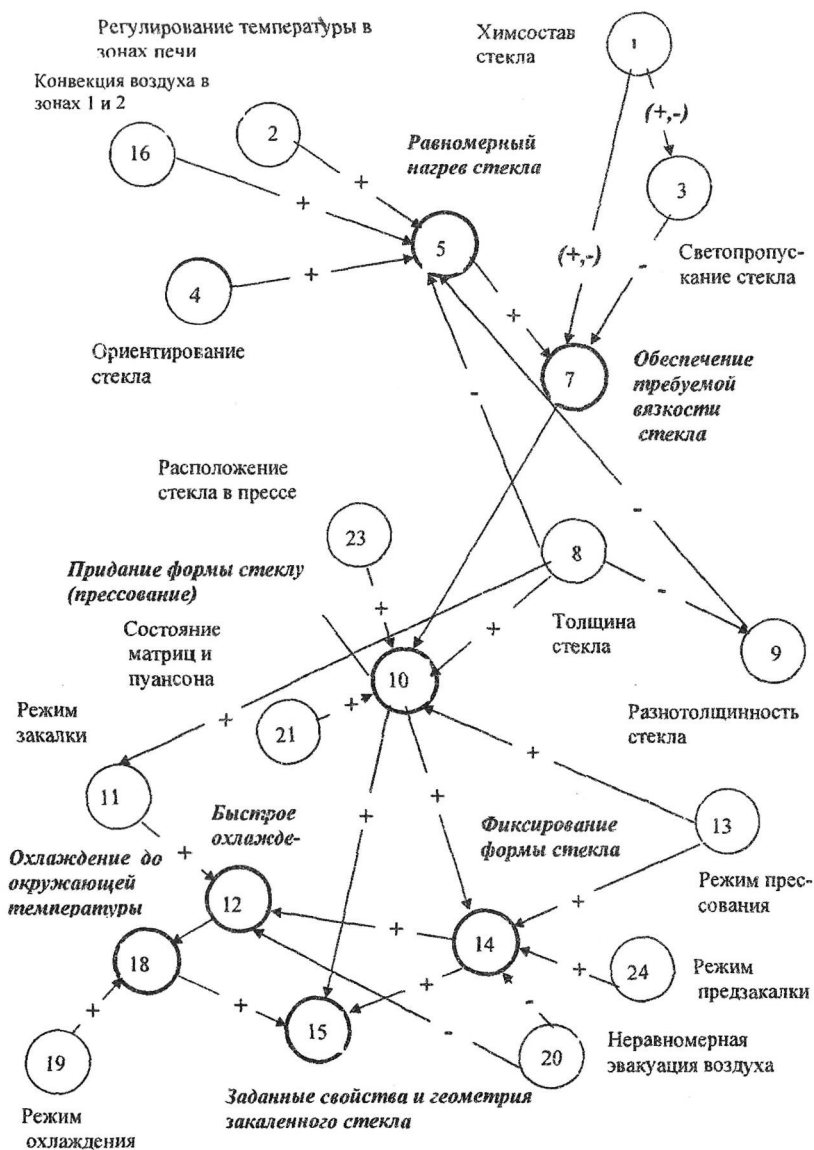 Регулирование температуры в
зонах печи
Химсостав
стекла
1
Конвекция воздуха в
зонах 1 и 2
(+,-)
2
16
Равномерный
нагрев стекла
3
+
+
5
(+,-)
-
Светопропус-
кание стекла
4
+
+
Ориентирование
стекла
7
Обеспечение
требуемой
вязкости
стекла
-
Расположение
стекла в прессе
-
23
8
Придание формы стеклу
(прессование)
-
+
Толщина
стекла
+
9
Состояние
матриц и
пуансона
10
Режим
закалки
+
21
+
Разнотолщинность
стекла
+
11
+
+
Быстрое
охлажде-
Фиксирование
формы стекла
13
+
Охлаждение до
окружающей
температуры
12
Режим прес-
сования
+
+
14
18
+
24
Режим
предзакалки
+
+
+
15
-
-
20
Неравномерная
эвакуация воздуха
19
Заданные свойства и геометрия
закаленного стекла
Режим
охлаждения